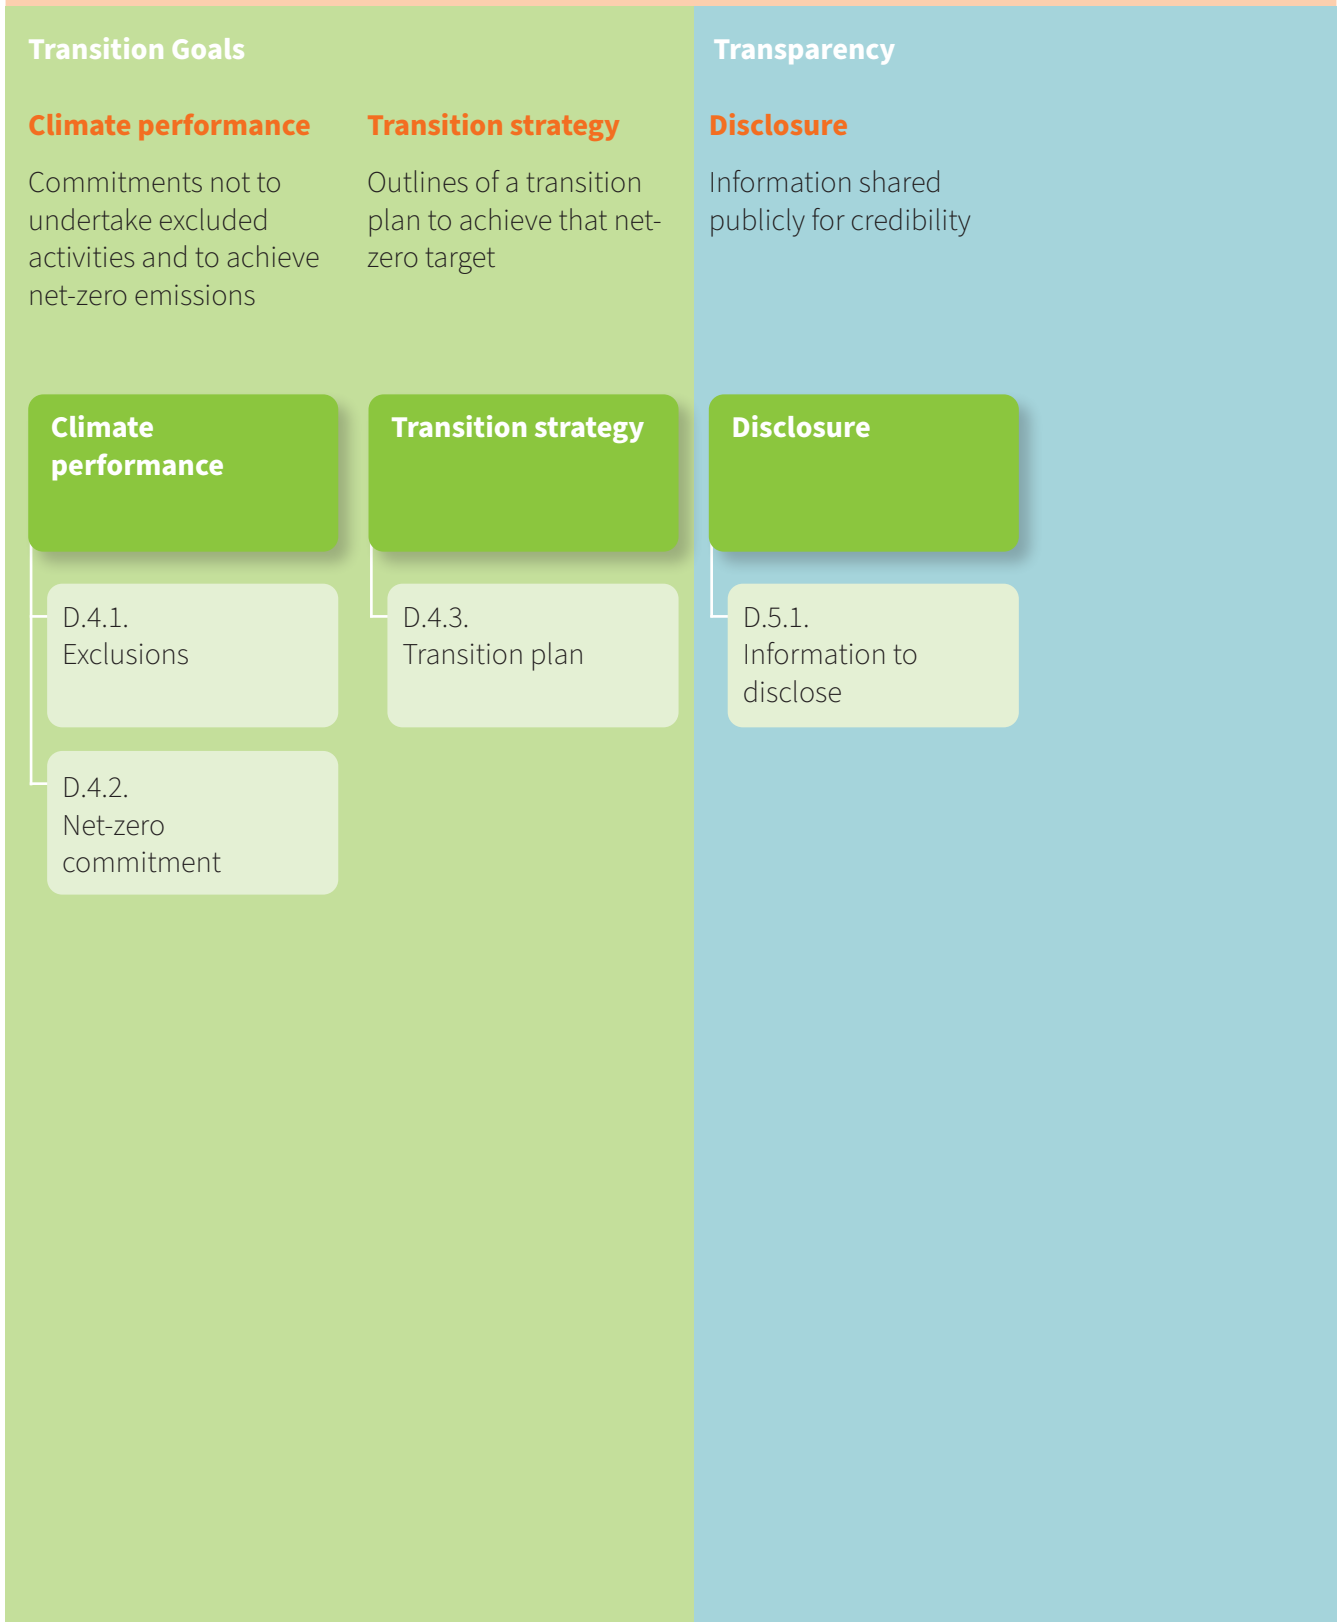 Transition Goals
Transparency
Climate performance
Commitments not to
undertake excluded
activities and to achieve
net-zero emissions
Transition strategy
Outlines of a transition
plan to achieve that net-
zero target
Disclosure
Information shared
publicly for credibility
Climate
performance
D.4.1.
Exclusions
D.4.2.
Net-zero
commitment
Transition strategy
D.4.3.
Transition plan
Disclosure
D.5.1.
Information to
disclose